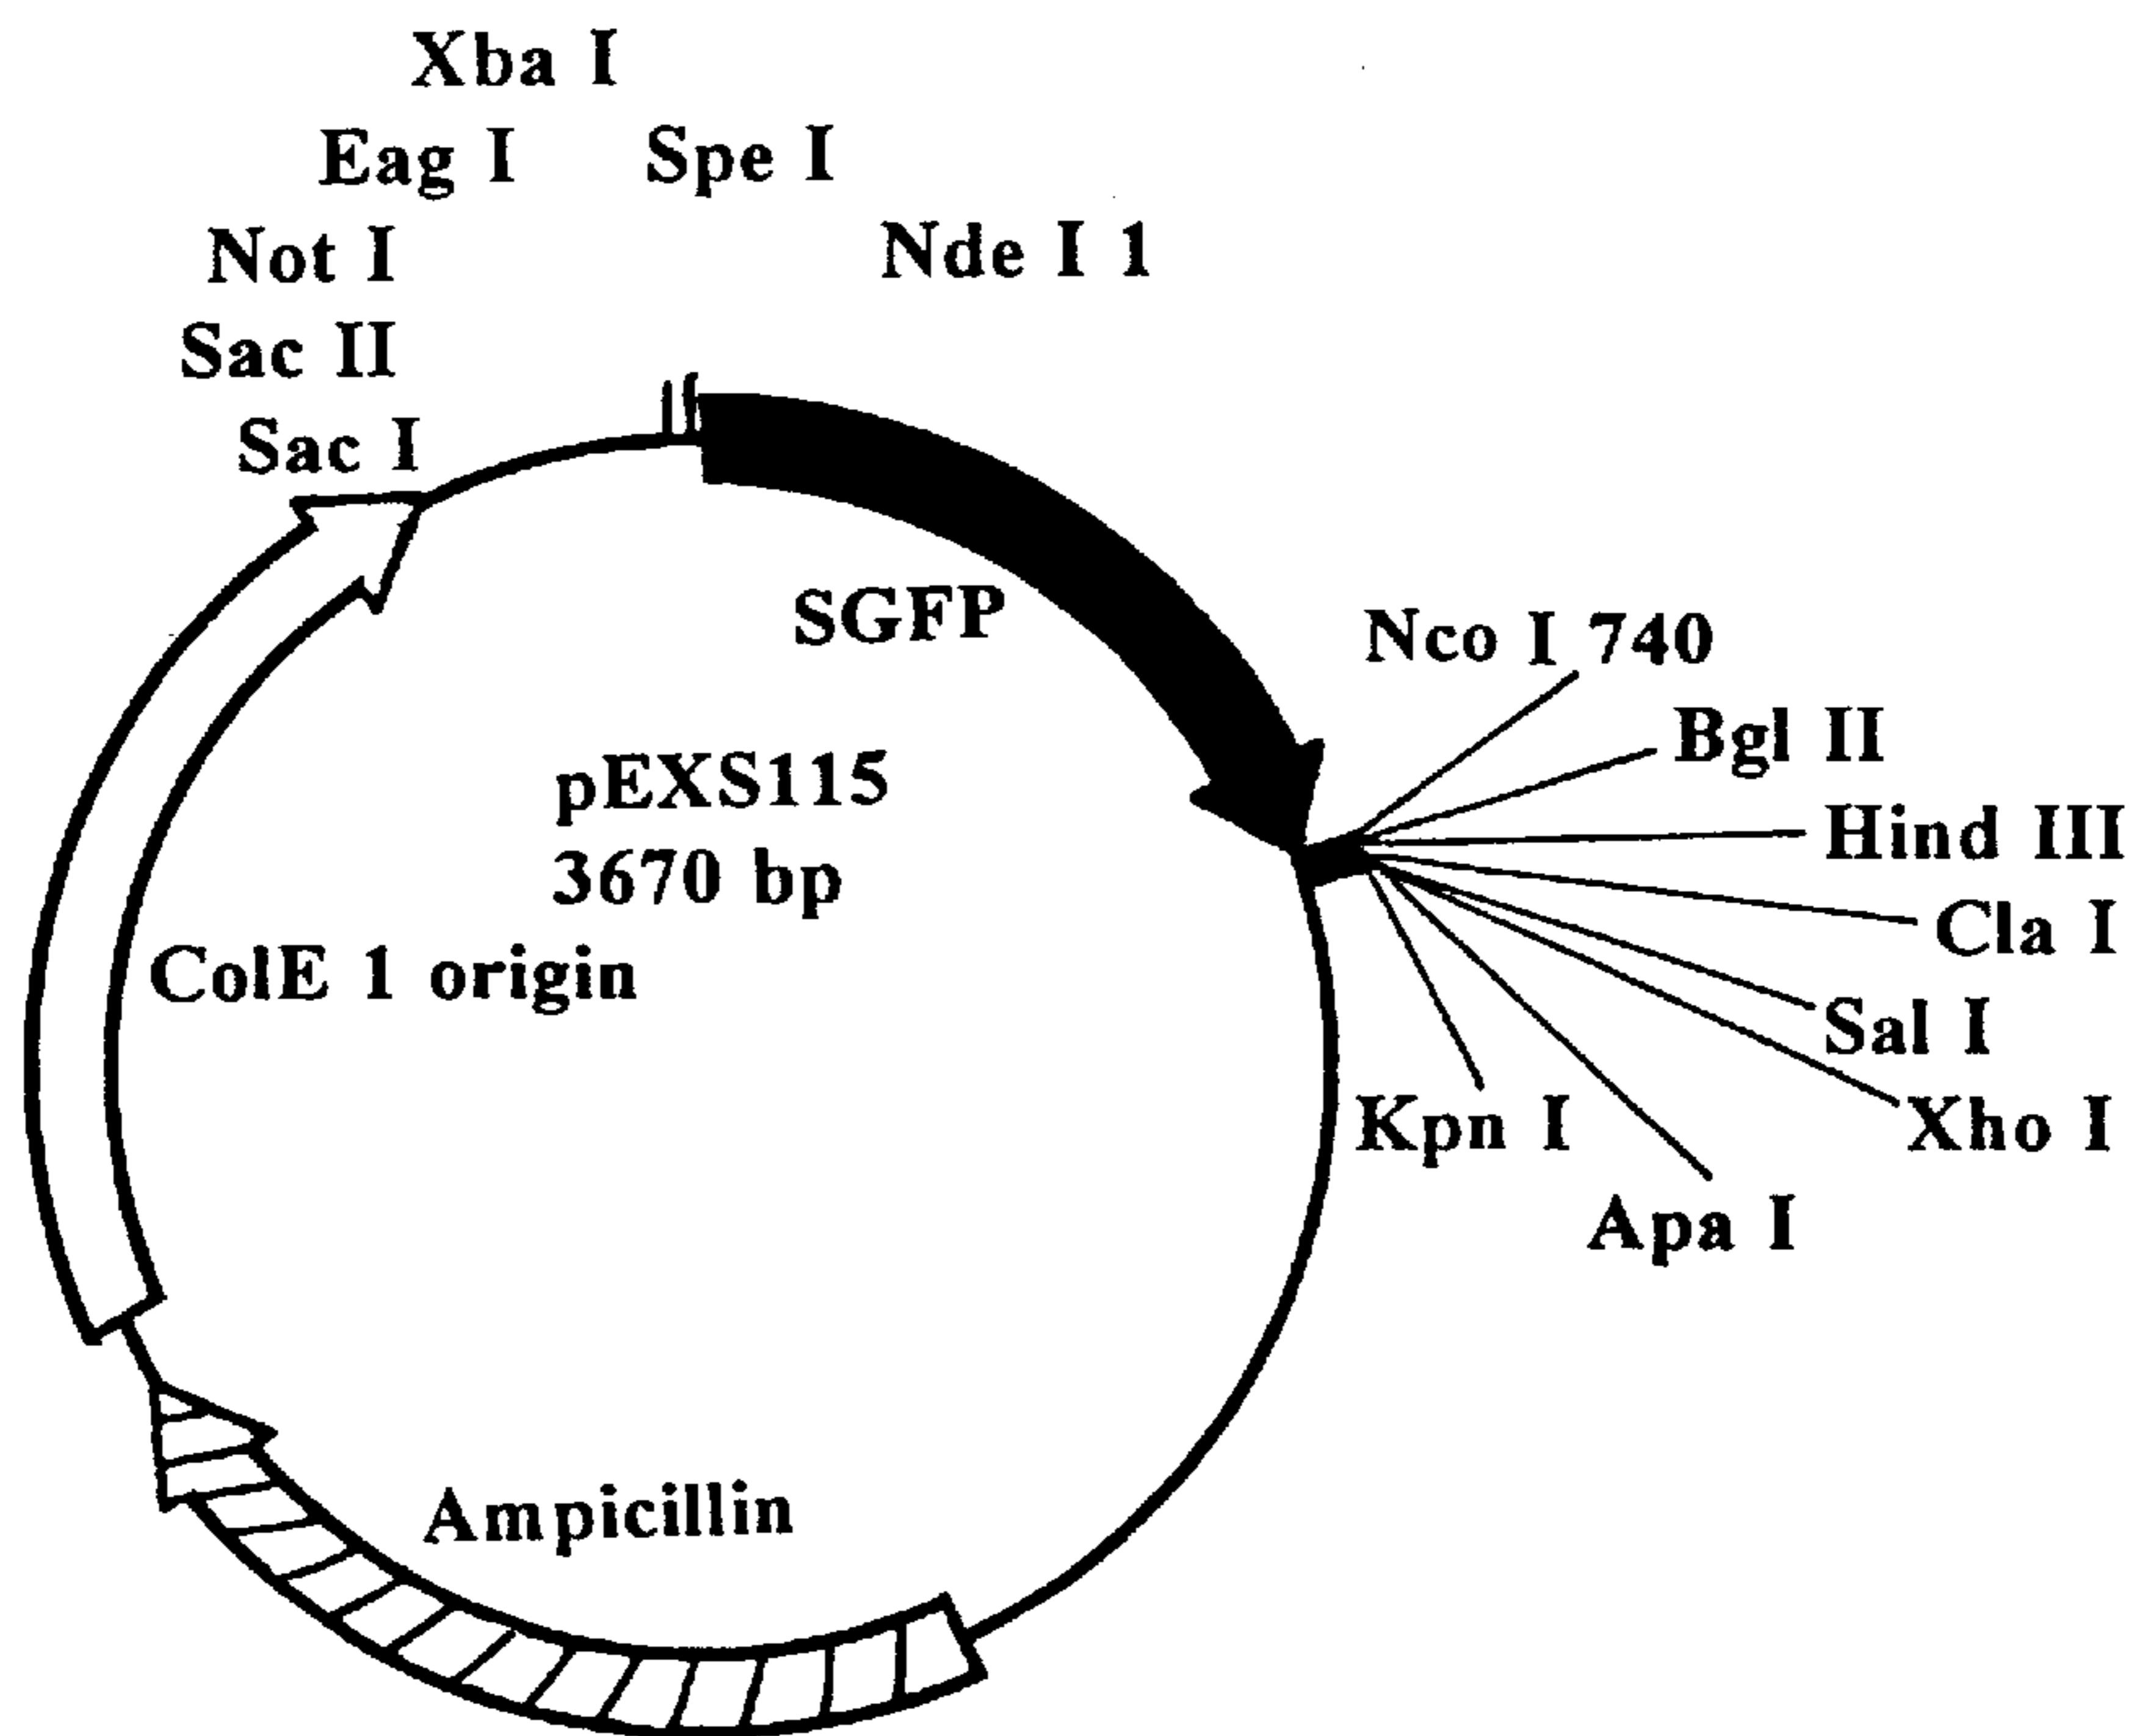 Xba I
Eag I
Spe I
Not I
Nde I 1
Sac II
Sac I
SGFP
Nco I 740
Bgl II
pEXS115
Hind III
3670 bp
Cla I
ColE 1 origin
Sal I
Kpn I
Xho I
Apa I
Ampicillin